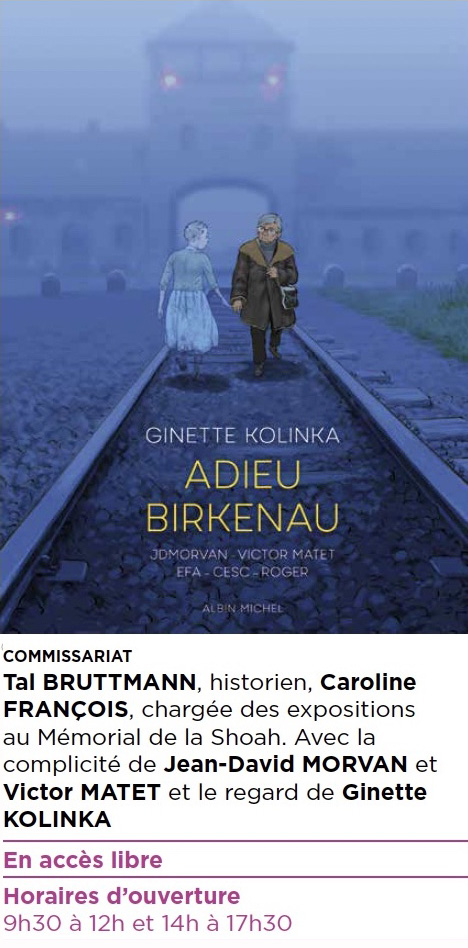 GINETTE KOLINKA
ADIEU
BIRKENAU
JDMORVAN - VICTOR MATET
EFA - CESC - ROGER
ALBIN MICHEL
COMMISSARIAT
Tal BRUTTMANN, historien, Caroline
FRANÇOIS, chargée des expositions
au Mémorial de la Shoah. Avec la
complicité de Jean-David MORVAN et
Victor MATET et le regard de Ginette
KOLINKA
En accès libre
Horaires d’ouverture
9h30 à 12h et 14h à 17h30